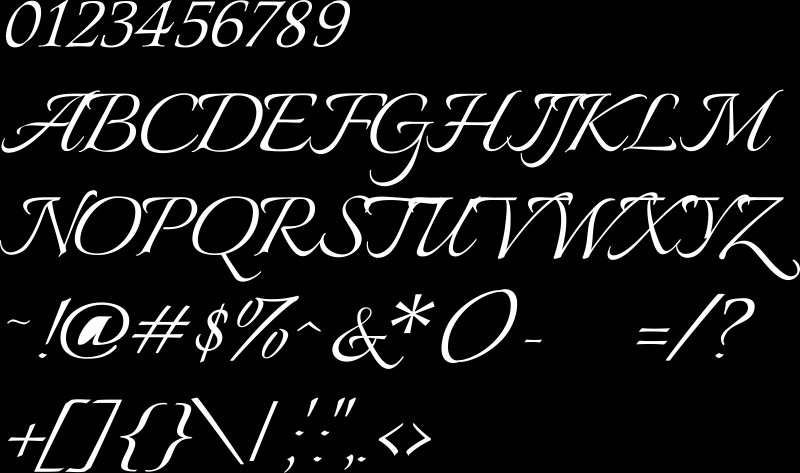 0123456789
ABCDEFGHIJKLM
NOPQRSTUVWXYZ
~!@#$%^&*()- =/?
+[]{}\|;':",.<>